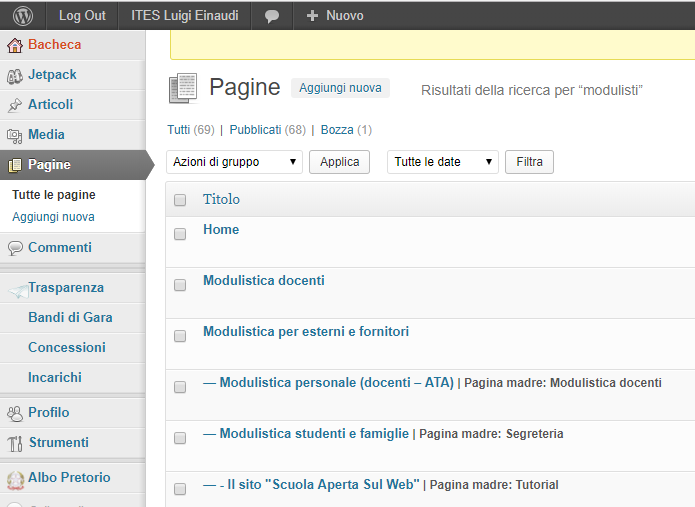 Log Out ITES Luigi Einaudi Nuovo
Bacheca
Jetpack
Articoli
Media
Pagine
Tutte le pagine
Aggiungi nuova
Commenti
Trasparenza
Bandi di Gara
Concessioni
Incarichi
Profilo
Strumenti
Albo Pretorio
Pagine Aggiungi nuova Risultati della ricerca per “modulisti”
Tutti (69) | Pubblicati (68) | Bozza (1)
Azioni di gruppo Applica Tutte le date Filtra
Titolo
Home
Modulistica docenti
Modulistica per esterni e fornitori
— Modulistica personale (docenti – ATA) | Pagina madre: Modulistica docenti
— Modulistica studenti e famiglie | Pagina madre: Segreteria
— - Il sito "Scuola Aperta Sul Web" | Pagina madre: Tutorial